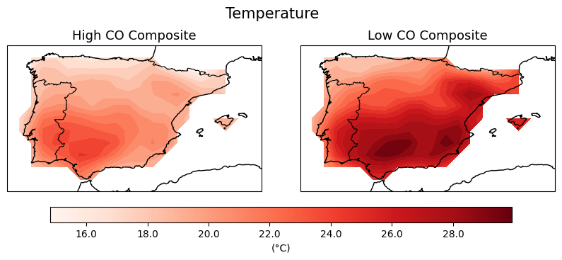 Temperature
High CO Composite
Low CO Composite
16.0 18.0 20.0 22.0 24.0 26.0 28.0
(°C)